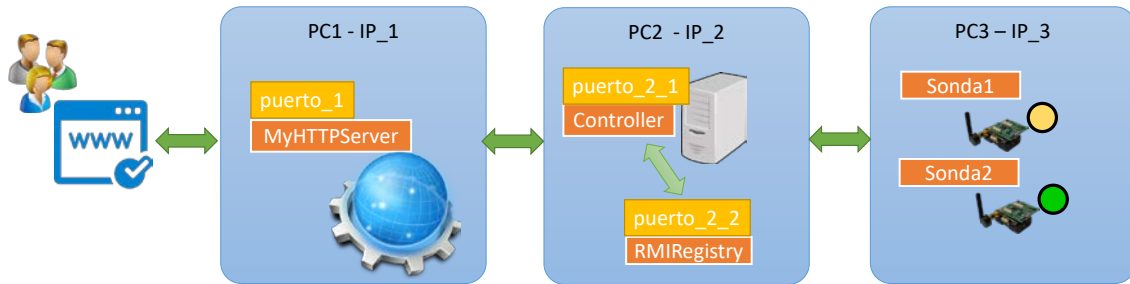 PC1 - IP_1
puerto_1
MyHTTPServer
WWW
PC2 - IP_2
puerto_2_1
Controller
puerto_2_2
RMIRegistry
PC3 – IP_3
Sonda1
Sonda2